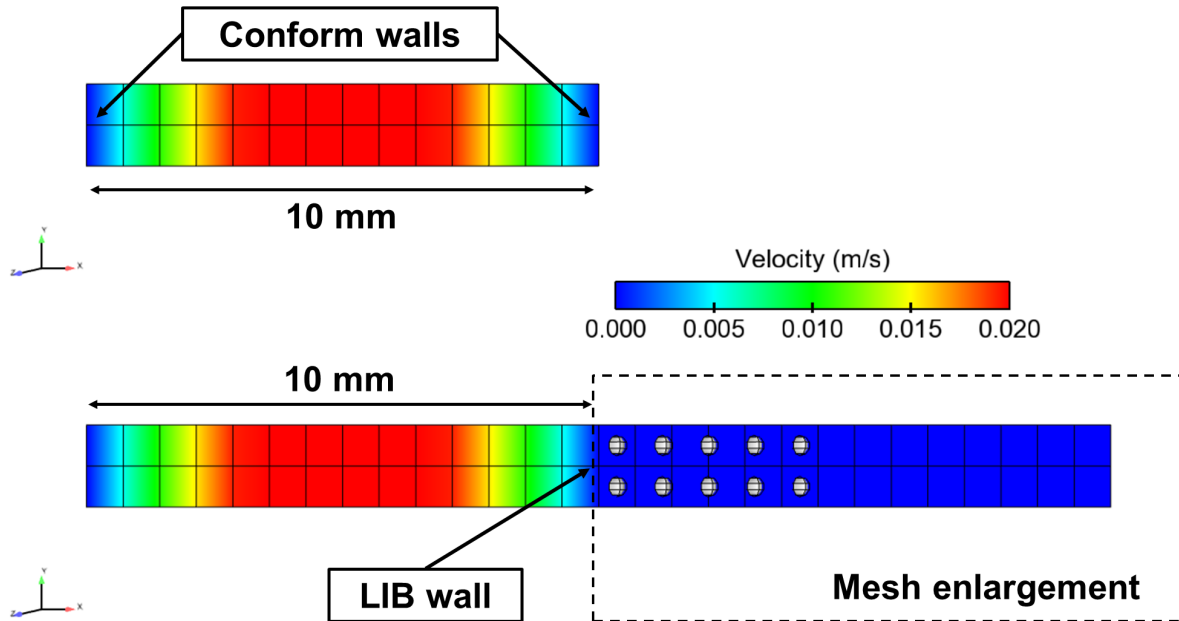 Conform walls
10 mm
Y
X
Z
Velocity (m/s)
0.000 0.005 0.010 0.015 0.020
10 mm
LIB wall
Mesh enlargement
Y
X
Z